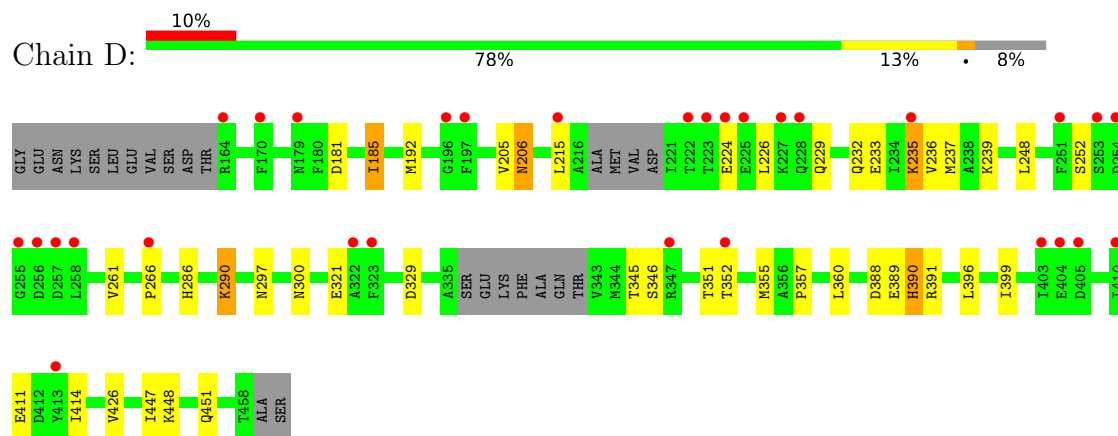 10%
Chain D:
78% 13% • 8%
GLY GLU ASN LYS SER LEU GLU VAL SER ASP THR R164 F170 N179 F180 D181 I185 M192 G196 F197 V205 N206 L215 A216 ALA MET VAL ASP I221 T222 T223 E224 E225 L226 K227 Q228 Q229 Q232 E233 I234 K235 V236 M237 A238 K239 L248 F251 S252 S253 D254
G255 D256 D257 L258 V261 P266 H286 K290 N297 N300 E321 A322 F323 D329 A335 SER GLU LYS PHE ALA GLN THR V343 M344 T345 S346 R347 T351 T352 M355 A356 P357 L360 D388 E389 H390 R391 L396 I399 I403 E404 D405 I410
E411 D412 Y413 I414 V426 I447 K448 Q451 T458 ALA SER